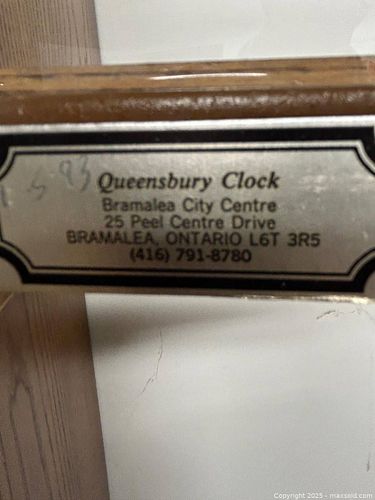 93
Queensbury Clock
Bramalea City Centre
25 Peel Centre Drive
BRAMALEA, ONTARIO L6T 3R5
(416) 791-8780
Copyright 2025 - maxsold.com